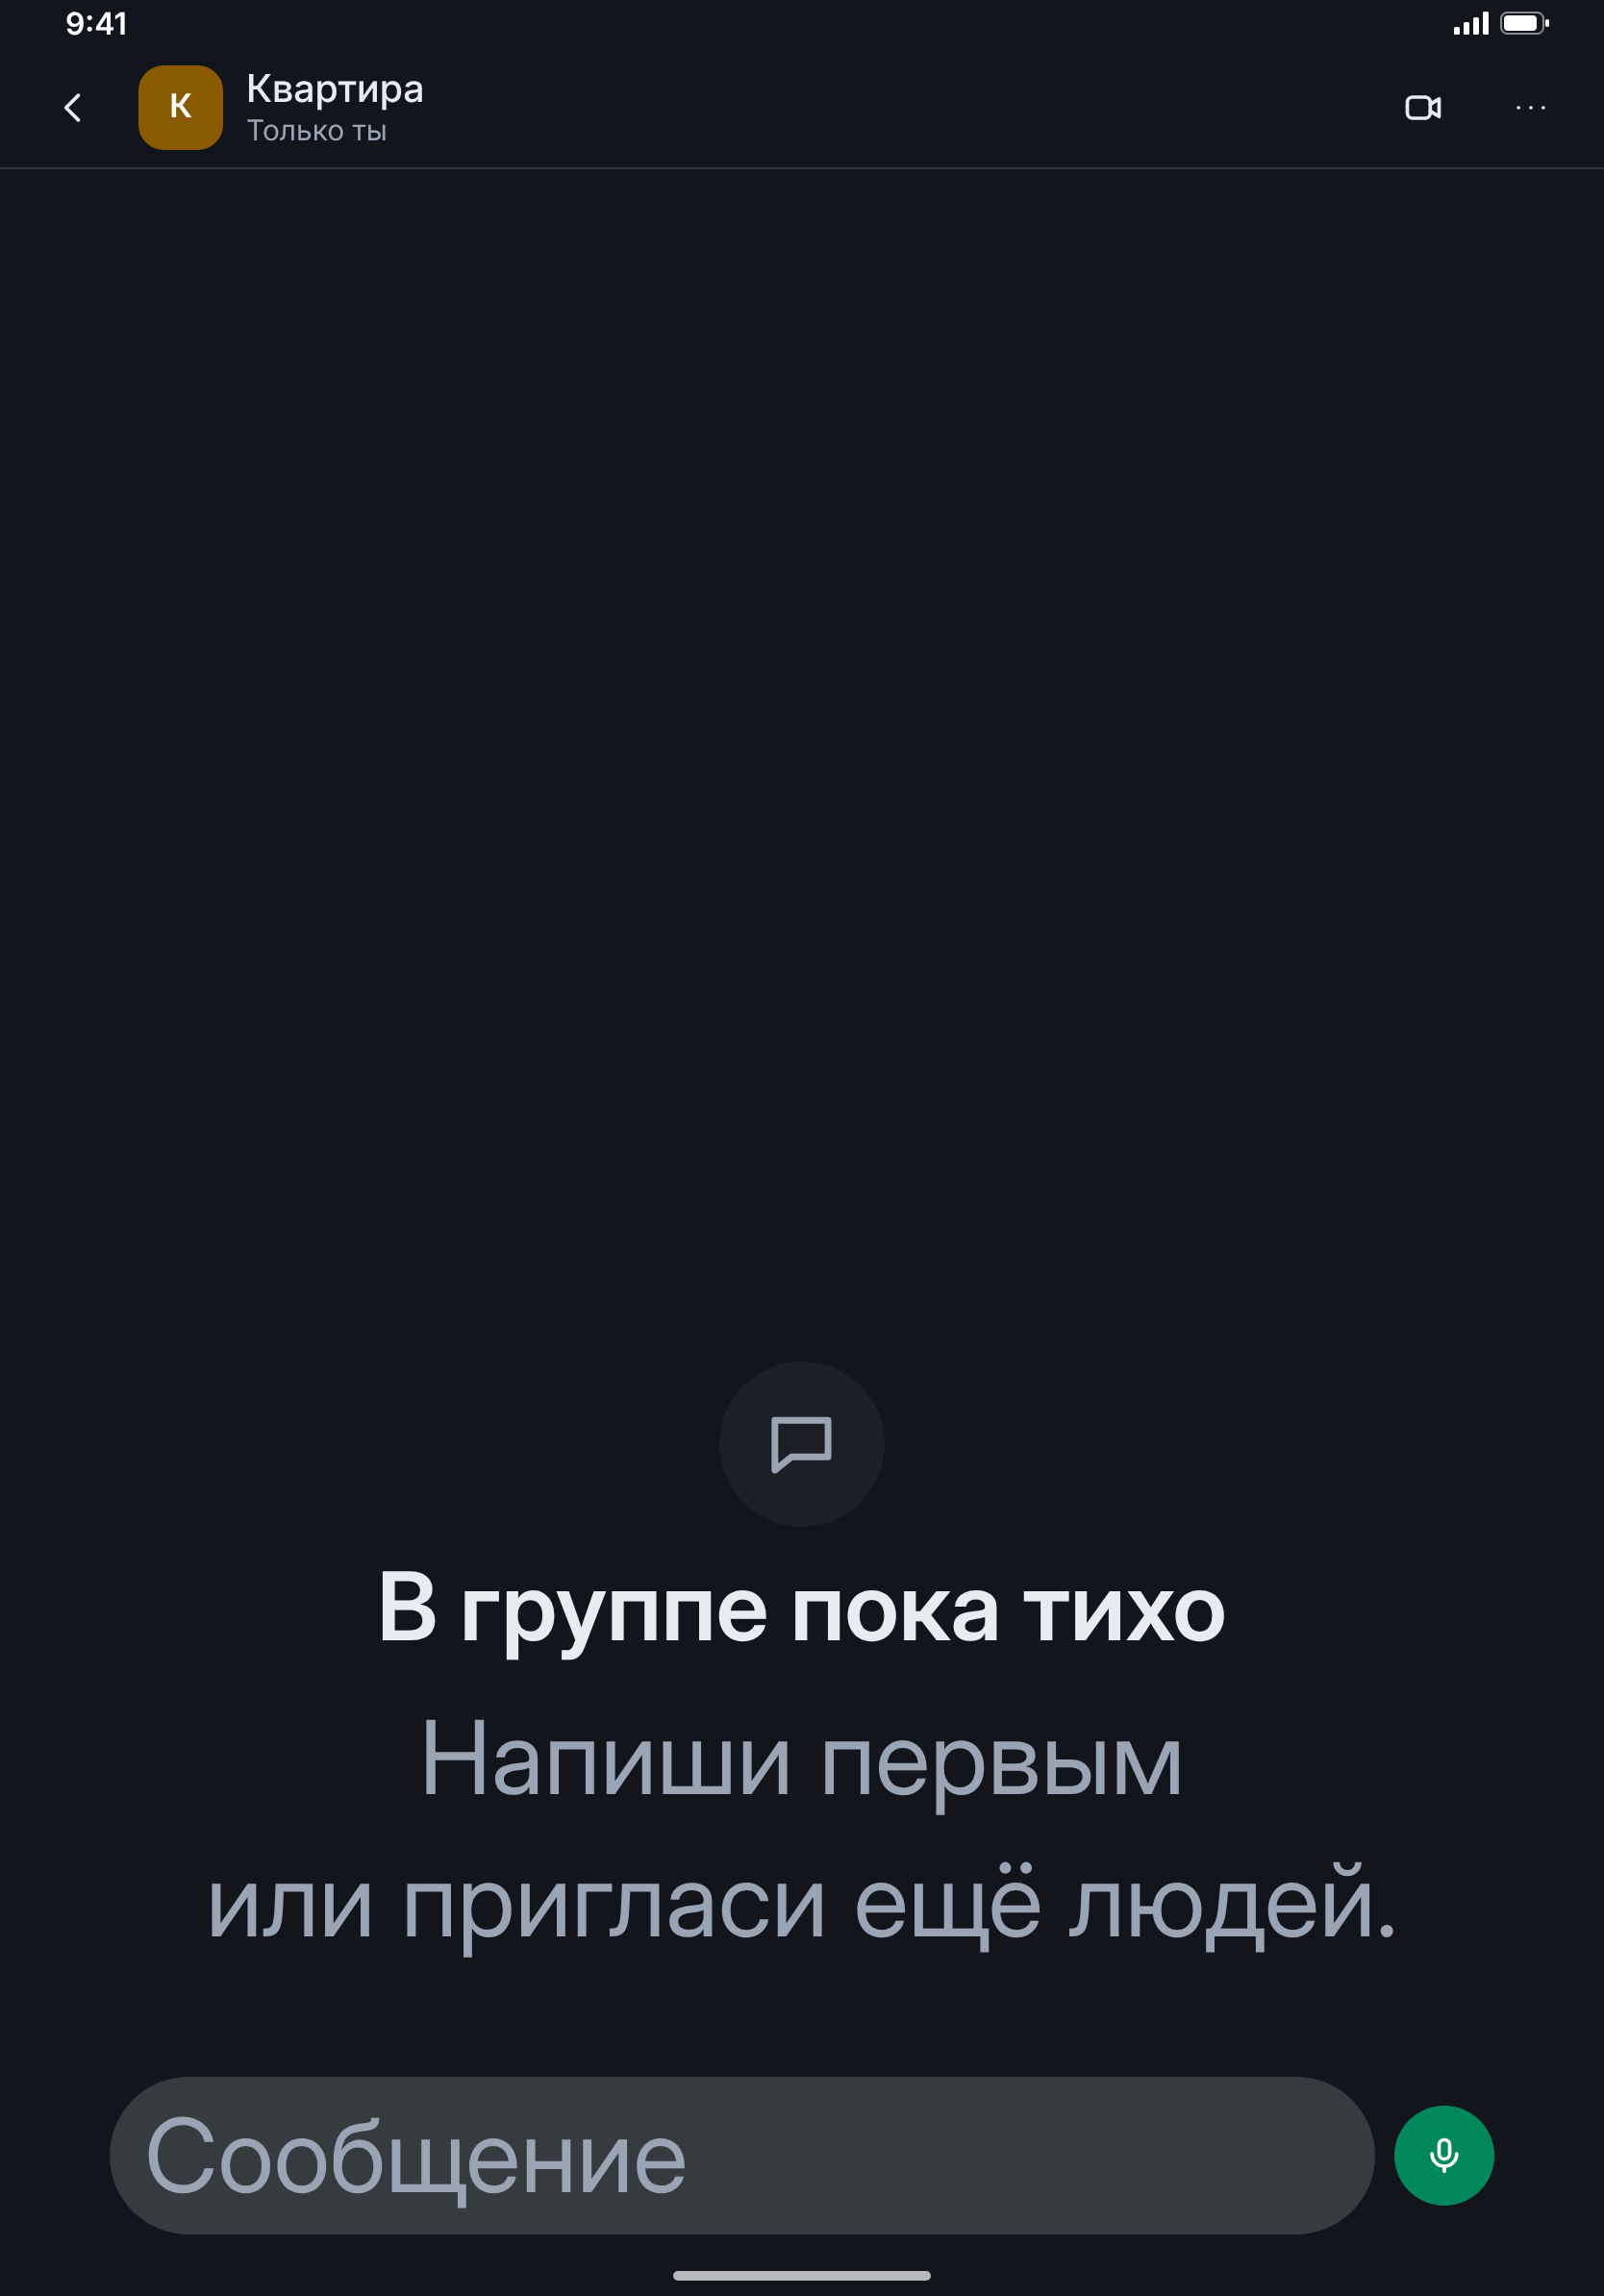 9:41
К
Квартира
Только ты
В группе пока тихо
Напиши первым
или пригласи ещё людей.
Сообщение